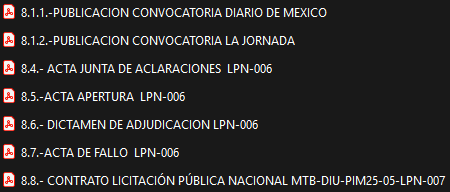 8.1.1.-PUBLICACION CONVOCATORIA DIARIO DE MEXICO
8.1.2.-PUBLICACION CONVOCATORIA LA JORNADA
8.4.- ACTA JUNTA DE ACLARACIONES  LPN-006
8.5.-ACTA APERTURA  LPN-006
8.6.- DICTAMEN DE ADJUDICACION LPN-006
8.7.-ACTA DE FALLO  LPN-006
8.8.- CONTRATO LICITACIÓN PÚBLICA NACIONAL MTB-DIU-PIM25-05-LPN-007